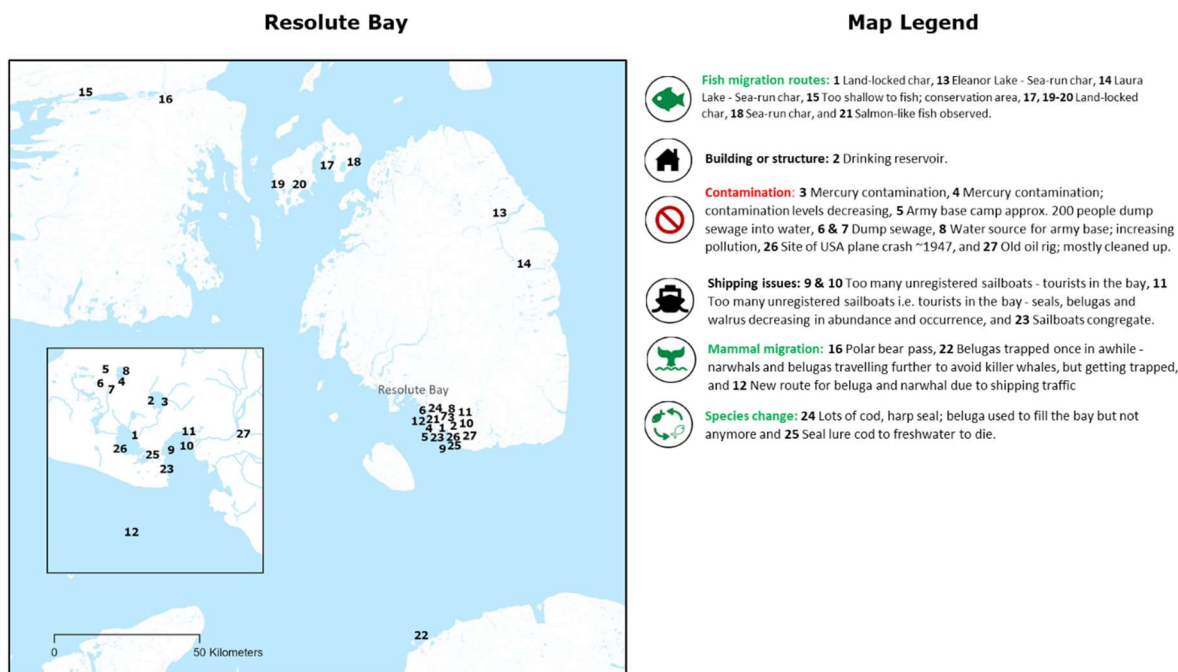 Resolute Bay
Map Legend
15
16
17
18
19 20
13
14
Resolute Bay
6 24 8 11
12 21 7 3
4 1 2 10
5 23 26 27
9 25
5 8
6 7 4
2 3
1
11
27
26
25 9 10
23
12
22
0 50 Kilometers
Fish migration routes: 1 Land-locked char, 13 Eleanor Lake - Sea-run char, 14 Laura
Lake - Sea-run char, 15 Too shallow to fish; conservation area, 17, 19-20 Land-locked
char, 18 Sea-run char, and 21 Salmon-like fish observed.
Building or structure: 2 Drinking reservoir.
Contamination: 3 Mercury contamination, 4 Mercury contamination;
contamination levels decreasing, 5 Army base camp approx. 200 people dump
sewage into water, 6 & 7 Dump sewage, 8 Water source for army base; increasing
pollution, 26 Site of USA plane crash ~1947, and 27 Old oil rig; mostly cleaned up.
Shipping issues: 9 & 10 Too many unregistered sailboats - tourists in the bay, 11
Too many unregistered sailboats i.e. tourists in the bay - seals, belugas and
walrus decreasing in abundance and occurrence, and 23 Sailboats congregate.
Mammal migration: 16 Polar bear pass, 22 Belugas trapped once in awhile -
narwhals and belugas travelling further to avoid killer whales, but getting trapped,
and 12 New route for beluga and narwhal due to shipping traffic
Species change: 24 Lots of cod, harp seal; beluga used to fill the bay but not
anymore and 25 Seal lure cod to freshwater to die.